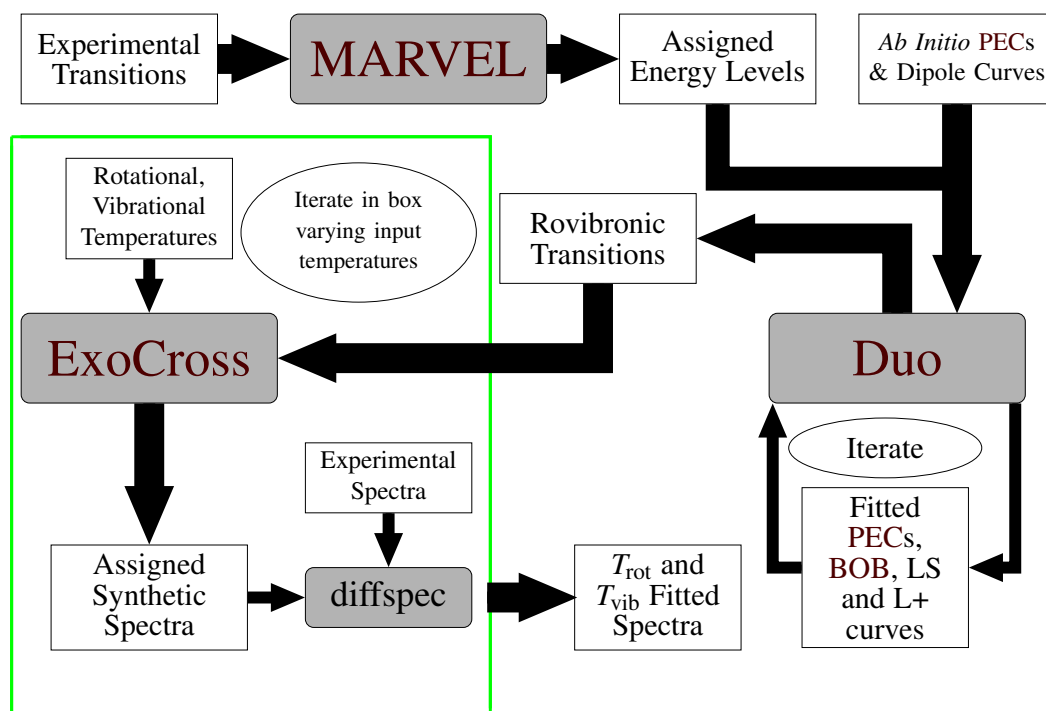 Experimental
Transitions
MARVEL
Assigned
Energy Levels
Ab Initio PECs
& Dipole Curves
Rotational,
Vibrational
Temperatures
Iterate in box
varying input
temperatures
Rovibronic
Transitions
ExoCross
Duo
Iterate
Experimental
Spectra
Fitted
PECs,
BOB, LS
and L+
curves
Assigned
Synthetic
Spectra
diffspec
T_rot and
T_vib Fitted
Spectra